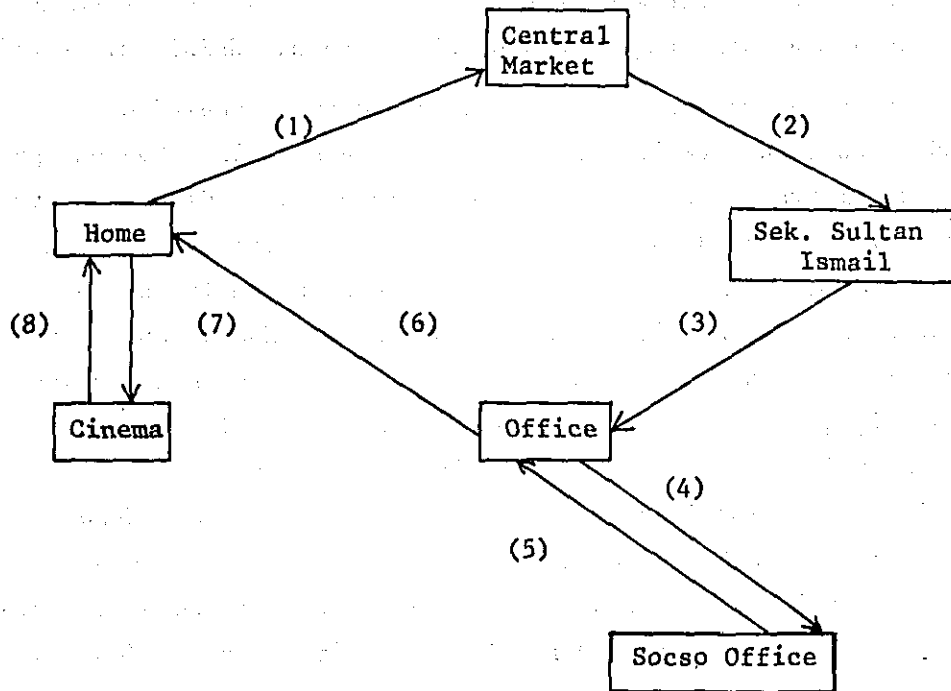 Central
Market
(1)
(2)
Home
Sek. Sultan
Ismail
(8)
(7)
(6)
(3)
Cinema
Office
(4)
(5)
Socso Office